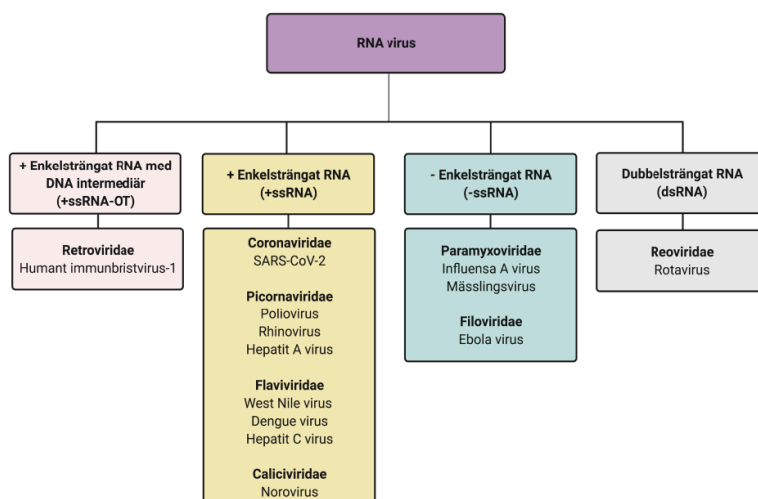 RNA virus
+ Enkelsträngat RNA med
DNA intermediär
(+ssRNA-OT)
Retroviridae
Humant immunbristvirus-1
+ Enkelsträngat RNA
(+ssRNA)
Coronaviridae
SARS-CoV-2
Picornaviridae
Poliovirus
Rhinovirus
Hepatit A virus
Flaviviridae
West Nile virus
Dengue virus
Hepatit C virus
Caliciviridae
Norovirus
- Enkelsträngat RNA
(-ssRNA)
Paramyxoviridae
Influensa A virus
Mässlingsvirus
Filoviridae
Ebola virus
Dubbelsträngat RNA
(dsRNA)
Reoviridae
Rotavirus